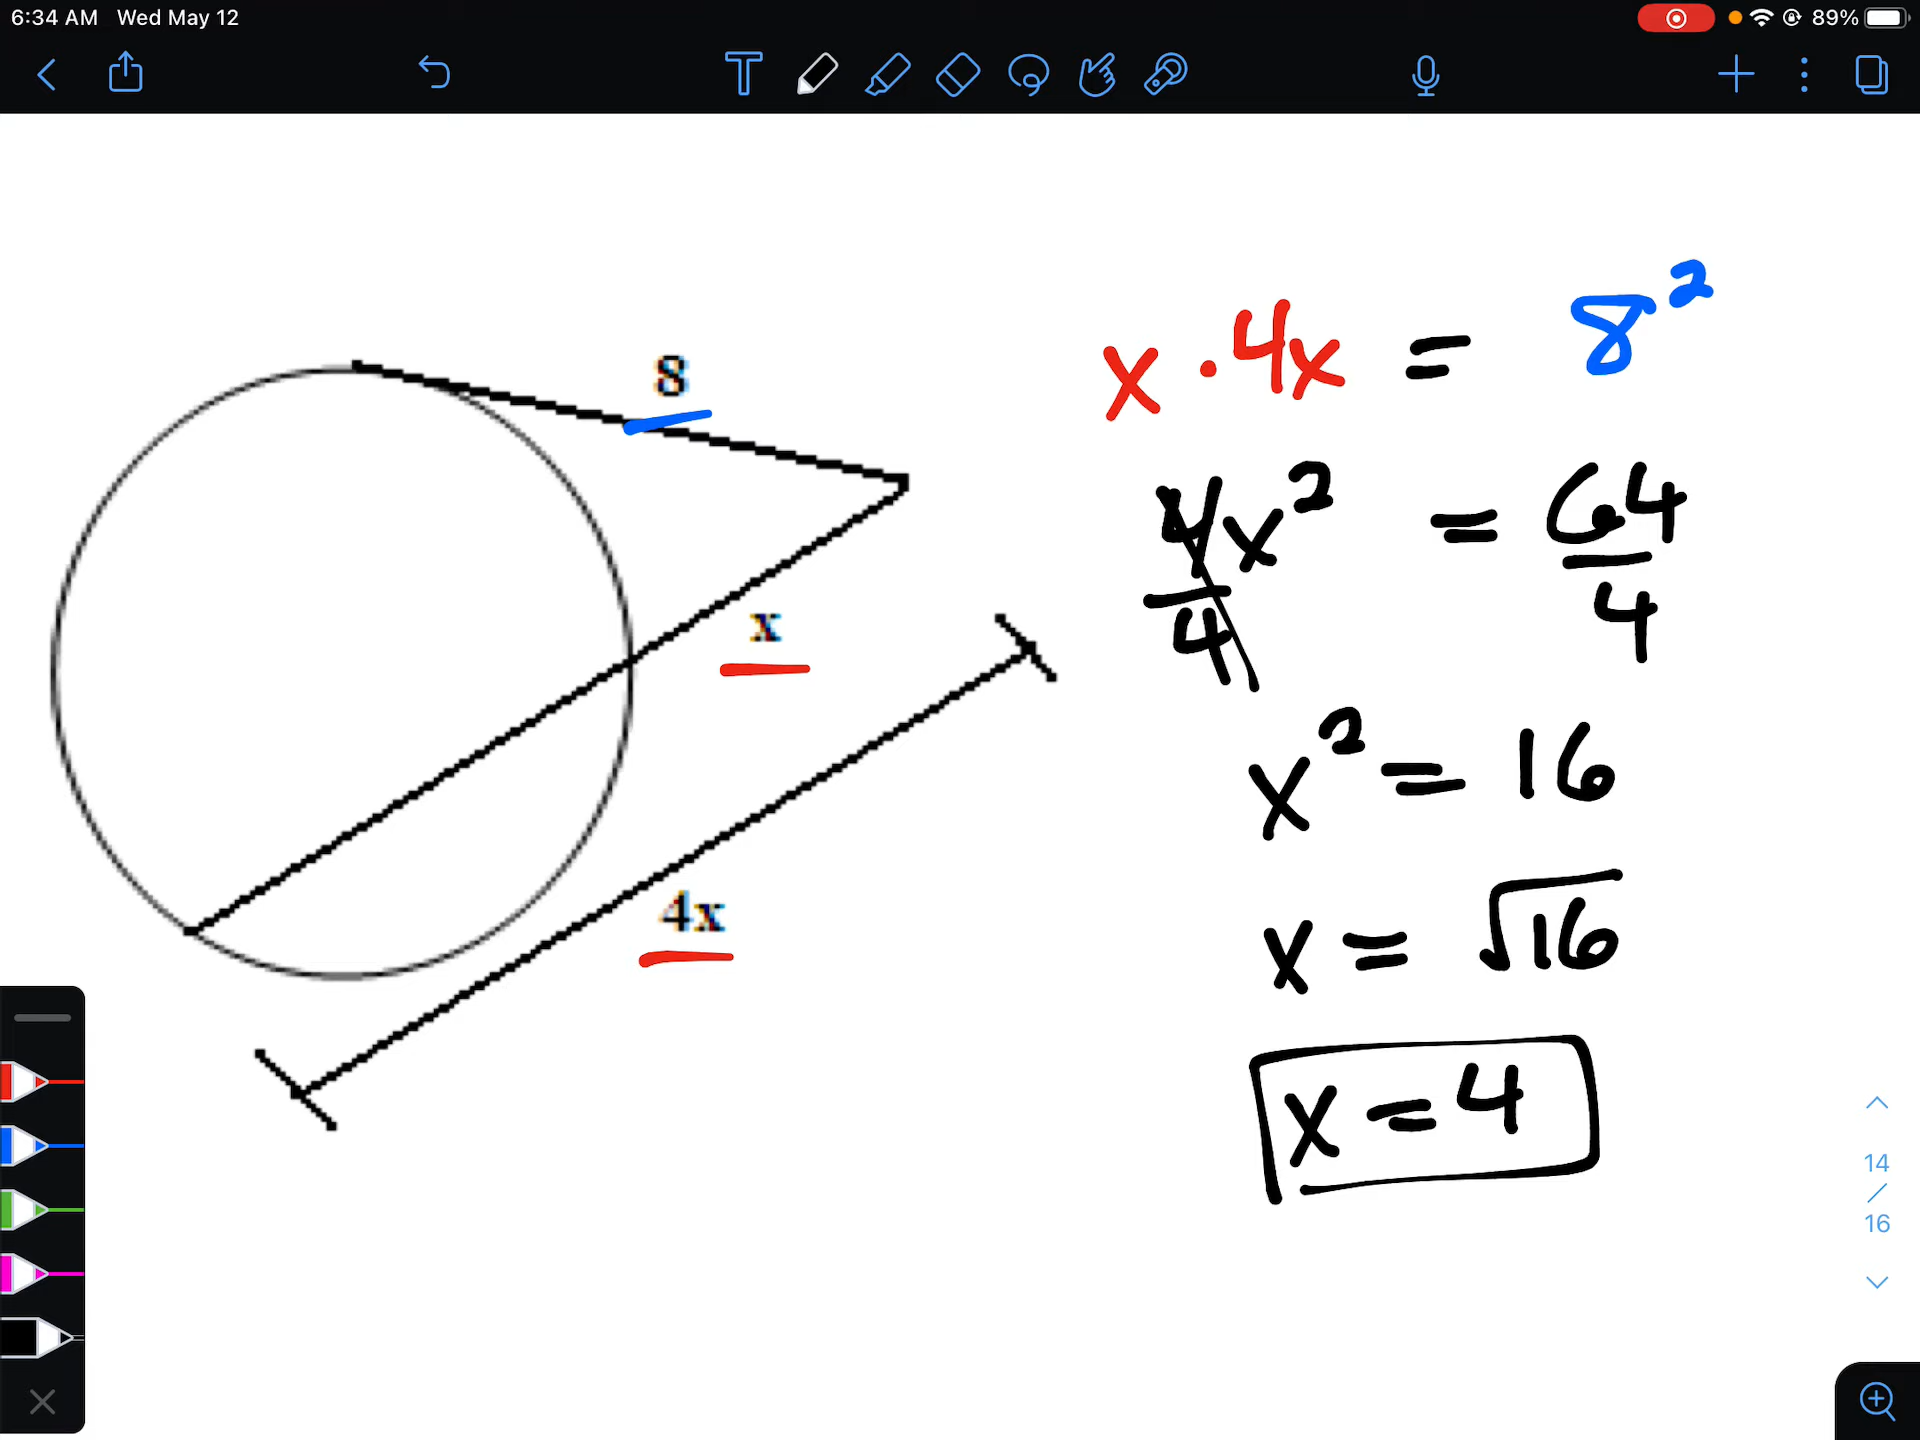 6:34 AM Wed May 12
89%
8
x
4x
x · 4x = 8²
4x² = 64
4 4
x² = 16
x = √16
x = 4
14
/
16